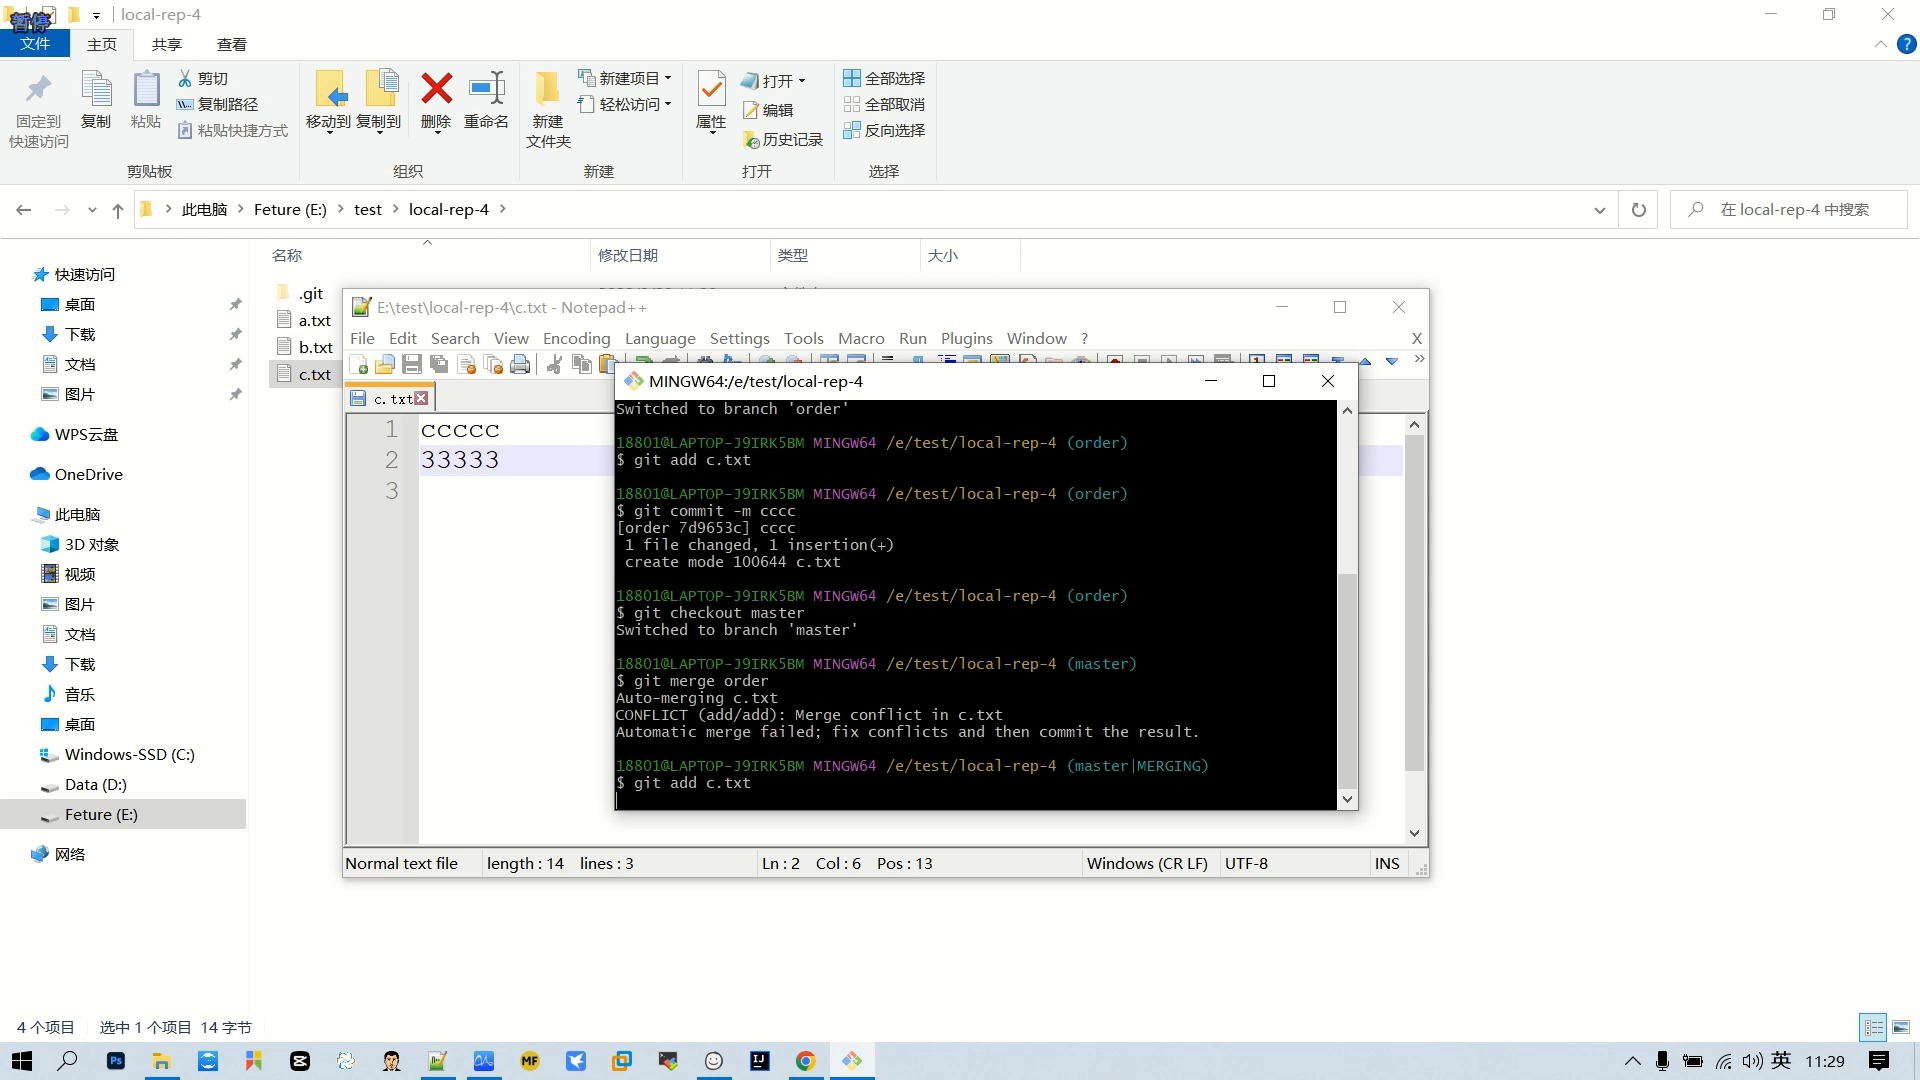 暂停
local-rep-4
文件
主页
共享
查看
固定到
快速访问
复制
粘贴
剪切
复制路径
粘贴快捷方式
剪贴板
移动到
复制到
删除
重命名
组织
新建
文件夹
新建项目
轻松访问
新建
属性
打开
编辑
历史记录
打开
全部选择
全部取消
反向选择
选择
此电脑
Feture (E:)
test
local-rep-4
在 local-rep-4 中搜索
名称
修改日期
类型
大小
快速访问
桌面
下载
文档
图片
WPS云盘
OneDrive
此电脑
3D 对象
视频
图片
文档
下载
音乐
桌面
Windows-SSD (C:)
Data (D:)
Feture (E:)
网络
.git
a.txt
b.txt
c.txt
E:\test\local-rep-4\c.txt - Notepad++
File Edit Search View Encoding Language Settings Tools Macro Run Plugins Window ? X
c.txt
1 ccccc
2 33333
3
MINGW64:/e/test/local-rep-4
Switched to branch 'order'
18801@LAPTOP-J9IRK5BM MINGW64 /e/test/local-rep-4 (order)
$ git add c.txt
18801@LAPTOP-J9IRK5BM MINGW64 /e/test/local-rep-4 (order)
$ git commit -m cccc
[order 7d9653c] cccc
1 file changed, 1 insertion(+)
create mode 100644 c.txt
18801@LAPTOP-J9IRK5BM MINGW64 /e/test/local-rep-4 (order)
$ git checkout master
Switched to branch 'master'
18801@LAPTOP-J9IRK5BM MINGW64 /e/test/local-rep-4 (master)
$ git merge order
Auto-merging c.txt
CONFLICT (add/add): Merge conflict in c.txt
Automatic merge failed; fix conflicts and then commit the result.
18801@LAPTOP-J9IRK5BM MINGW64 /e/test/local-rep-4 (master|MERGING)
$ git add c.txt
Normal text file length : 14 lines : 3 Ln : 2 Col : 6 Pos : 13 Windows (CR LF) UTF-8 INS
4 个项目 选中 1 个项目 14 字节
Ps
MF
IJ
英
11:29